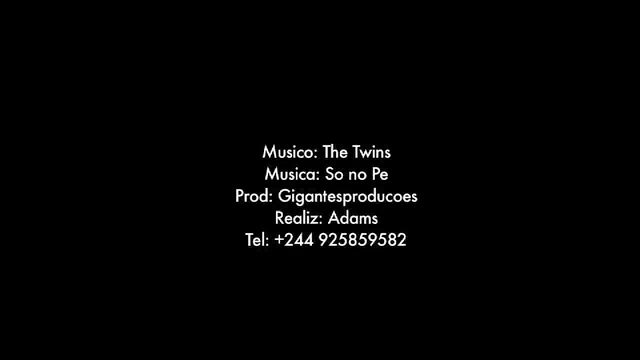 Musico: The Twins
Musica: So no Pe
Prod: Gigantesproducoes
Realiz: Adams
Tel: +244 925859582